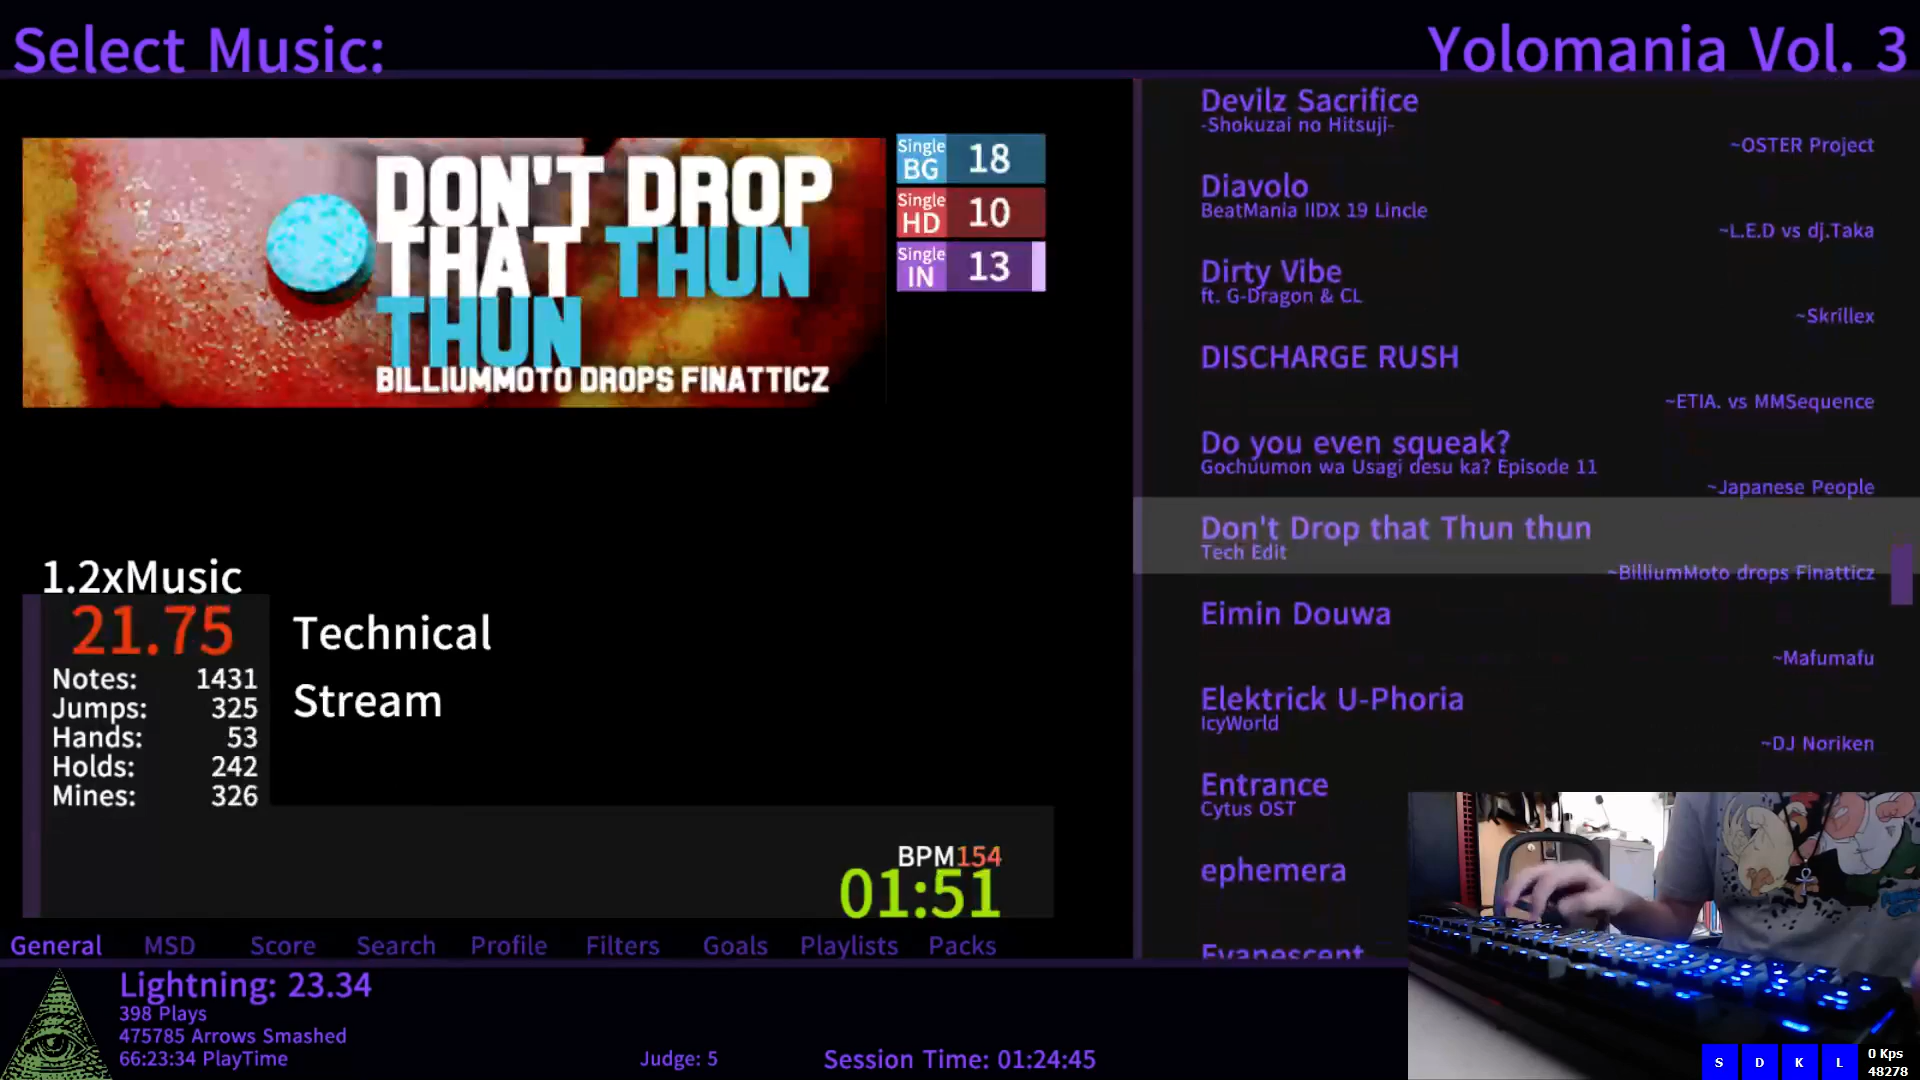 Select Music:
Yolomania Vol. 3
DON'T DROP
THAT THUN
THUN
BILLIUMMOTO DROPS FINATTICZ
Single BG 18
Single HD 10
Single IN 13
Devilz Sacrifice
-Shokuzai no Hitsuji-
~OSTER Project
Diavolo
BeatMania IIDX 19 Lincle
~L.E.D vs dj.Taka
Dirty Vibe
ft. G-Dragon & CL
~Skrillex
DISCHARGE RUSH
~ETIA. vs MMSequence
Do you even squeak?
Gochuumon wa Usagi desu ka? Episode 11
~Japanese People
Don't Drop that Thun thun
Tech Edit
~BilliumMoto drops Finatticz
Eimin Douwa
~Mafumafu
Elektrick U-Phoria
IcyWorld
~DJ Noriken
Entrance
Cytus OST
ephemera
Evanescent
1.2xMusic
21.75
Notes: 1431
Jumps: 325
Hands: 53
Holds: 242
Mines: 326
Technical
Stream
BPM154
01:51
General MSD Score Search Profile Filters Goals Playlists Packs
Lightning: 23.34
398 Plays
475785 Arrows Smashed
66:23:34 PlayTime
Judge: 5
Session Time: 01:24:45
S D K L
0 Kps
48278